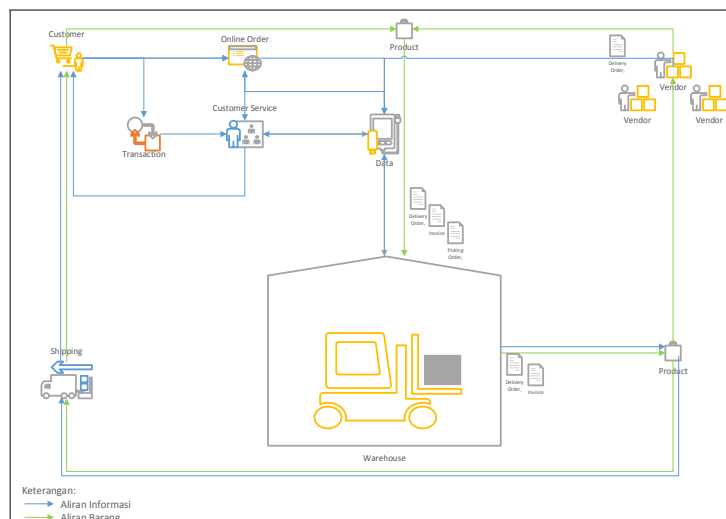 Customer
Online Order
Product
Delivery
Order,
Vendor
Vendor
Vendor
Customer Service
Transaction
Data
Delivery
Order,
Invoice
Picking
Order,
Shipping
Product
Delivery
Order,
Invoice
Warehouse
Keterangan:
Aliran Informasi
Aliran Barang